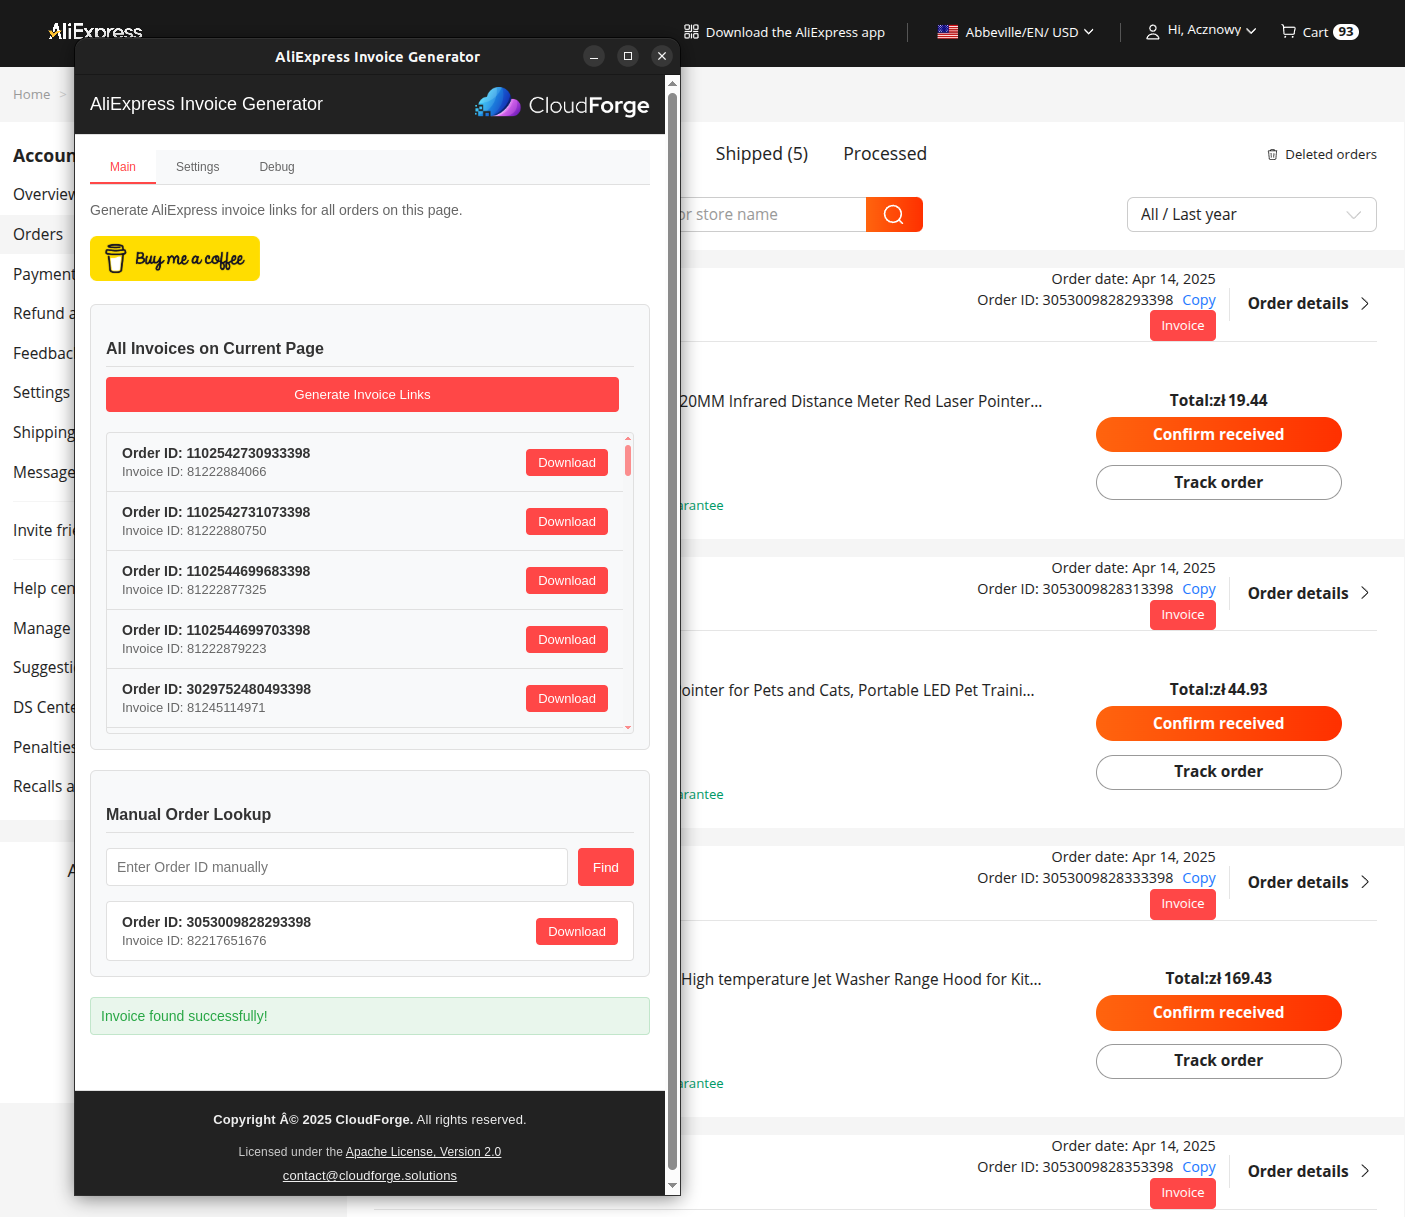 AliExpress
Download the AliExpress app
Abbeville/EN/ USD
Hi, Acznowy
Cart 93
AliExpress Invoice Generator
Home >
AliExpress Invoice Generator
CloudForge
Main
Settings
Debug
Generate AliExpress invoice links for all orders on this page.
Buy me a coffee
All Invoices on Current Page
Generate Invoice Links
Order ID: 1102542730933398
Invoice ID: 81222884066
Download
Order ID: 1102542731073398
Invoice ID: 81222880750
Download
Order ID: 1102544699683398
Invoice ID: 81222877325
Download
Order ID: 1102544699703398
Invoice ID: 81222879223
Download
Order ID: 3029752480493398
Invoice ID: 81245114971
Download
Manual Order Lookup
Enter Order ID manually
Find
Order ID: 3053009828293398
Invoice ID: 82217651676
Download
Invoice found successfully!
Copyright Â© 2025 CloudForge. All rights reserved.
Licensed under the Apache License, Version 2.0
contact@cloudforge.solutions
Accoun
Overview
Orders
Payment
Refund a
Feedbac
Settings
Shipping
Message
Invite frie
Help cen
Manage
Suggesti
DS Cente
Penalties
Recalls a
A
Shipped (5)
Processed
Deleted orders
or store name
All / Last year
Order date: Apr 14, 2025
Order ID: 3053009828293398 Copy
Invoice
Order details
20MM Infrared Distance Meter Red Laser Pointer...
Total:zł 19.44
Confirm received
Track order
arantee
Order date: Apr 14, 2025
Order ID: 3053009828313398 Copy
Invoice
Order details
ointer for Pets and Cats, Portable LED Pet Traini...
Total:zł 44.93
Confirm received
Track order
arantee
Order date: Apr 14, 2025
Order ID: 3053009828333398 Copy
Invoice
Order details
High temperature Jet Washer Range Hood for Kit...
Total:zł 169.43
Confirm received
Track order
arantee
Order date: Apr 14, 2025
Order ID: 3053009828353398 Copy
Invoice
Order details